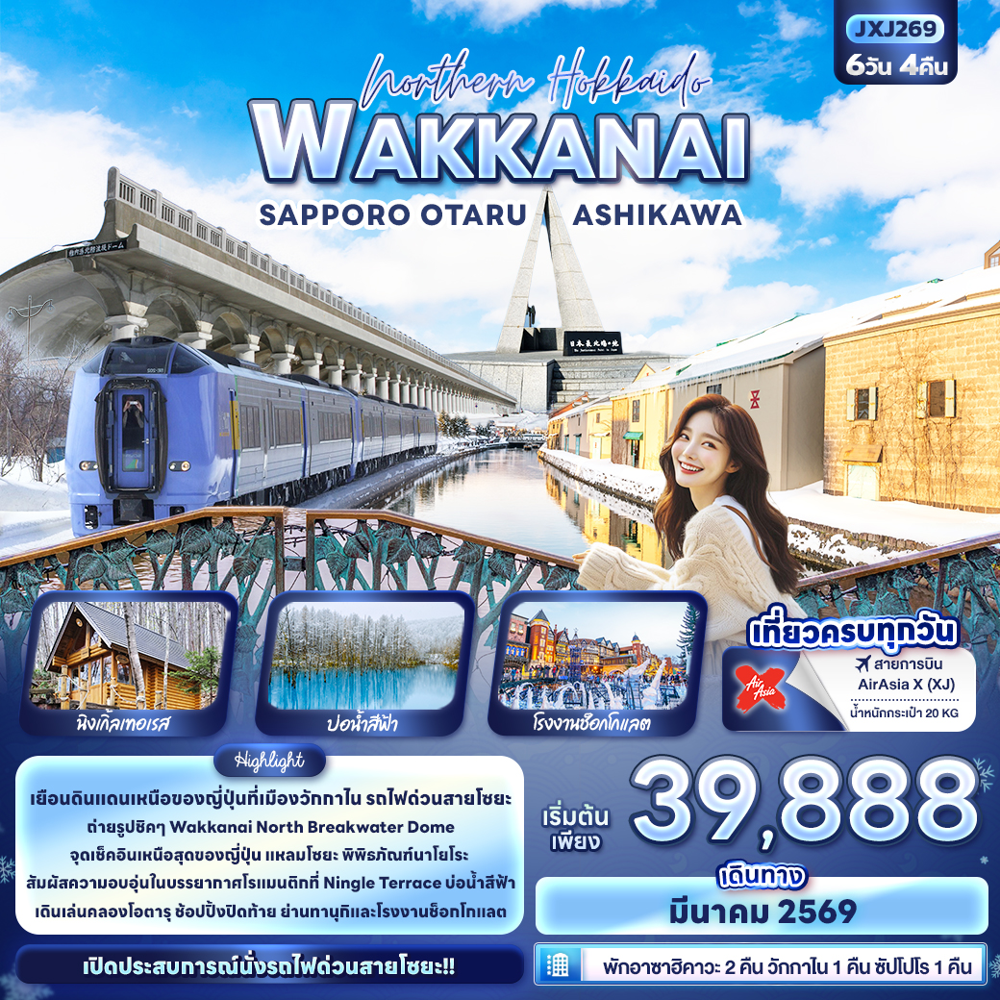 JXJ269
6วัน 4คืน
Northern Hokkaido
WAKKANAI
SAPPORO OTARU ASHIKAWA
稚内港北防波堤ドーム
日本最北端の地
นิงเกิ้ลเทอเรส
บ่อน้ำสีฟ้า
โรงงานช็อกโกแลต
เที่ยวครบทุกวัน
Air Asia X
สายการบิน
AirAsia X (XJ)
น้ำหนักกระเป๋า 20 KG
Highlight
เยือนดินแดนเหนือของญี่ปุ่นที่เมืองวักกาไน รถไฟด่วนสายโซยะ
ถ่ายรูปชิคๆ Wakkanai North Breakwater Dome
จุดเช็คอินเหนือสุดของญี่ปุ่น แหลมโซยะ พิพิธภัณฑ์นาโยโระ
สัมผัสความอบอุ่นในบรรยากาศโรแมนติกที่ Ningle Terrace บ่อน้ำสีฟ้า
เดินเล่นคลองโอตารุ ช้อปปิ้งปิดท้าย ย่านทานุกิและโรงงานช็อกโกแลต
เปิดประสบการณ์นั่งรถไฟด่วนสายโซยะ!!
เริ่มต้น
เพียง
39,888
เดินทาง
มีนาคม 2569
พักอาซาฮิคาวะ 2 คืน วักกาไน 1 คืน ซัปโปโร 1 คืน